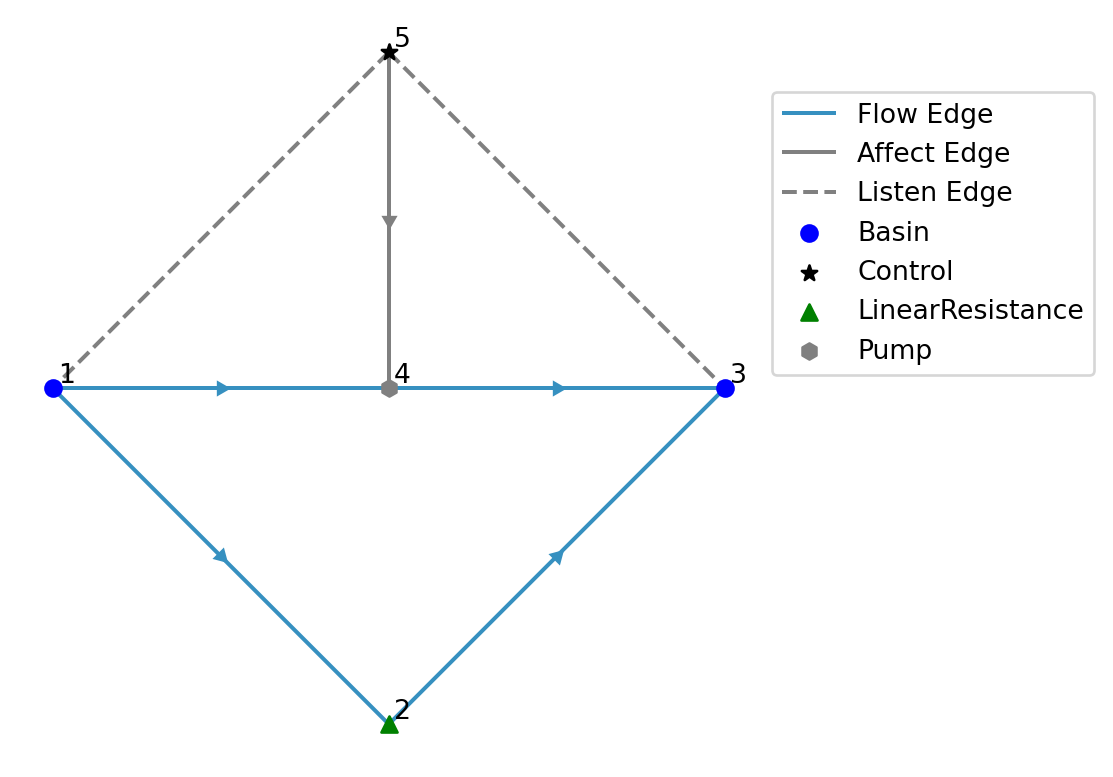 5
Flow Edge
Affect Edge
Listen Edge
Basin
Control
LinearResistance
Pump
1
4
3
2